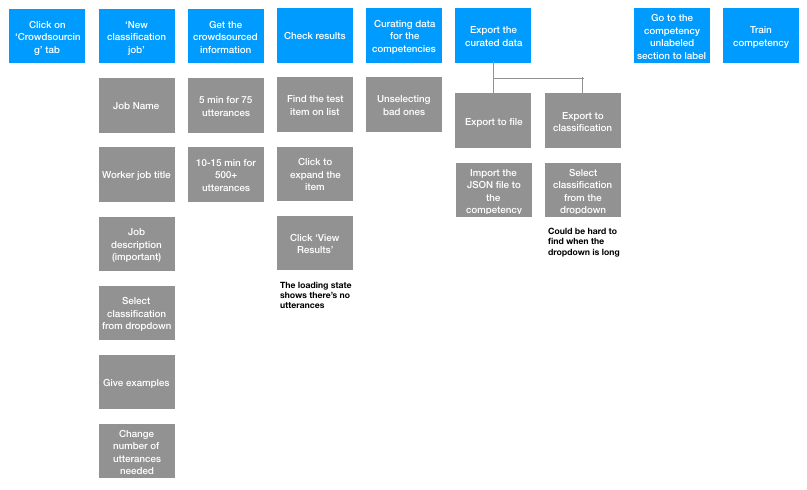 Click on
‘Crowdsourcin
g’ tab
‘New
classification
job’
Get the
crowdsourced
information
Check results
Curating data
for the
competencies
Export the
curated data
Go to the
competency
unlabeled
section to label
Train
competency
Job Name
5 min for 75
utterances
Find the test
item on list
Unselecting
bad ones
Export to file
Export to
classification
Worker job title
10-15 min for
500+
utterances
Click to
expand the
item
Import the
JSON file to
the
competency
Select
classification
from the
dropdown
Job
description
(important)
Click ‘View
Results’
Could be hard to
find when the
dropdown is long
The loading state
shows there’s no
utterances
Select
classification
from dropdown
Give examples
Change
number of
utterances
needed